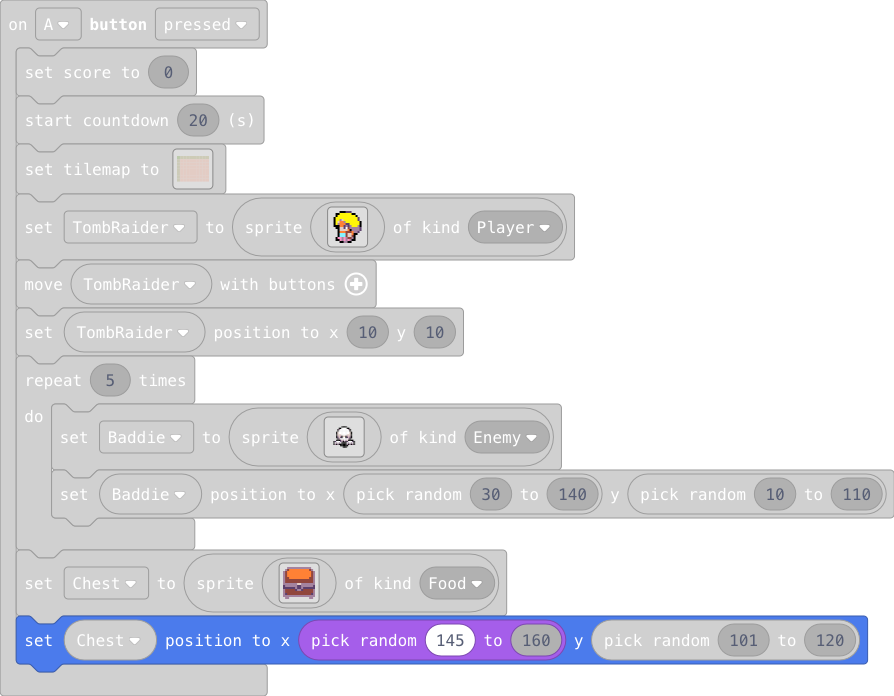 on A button pressed
set score to 0
start countdown 20 (s)
set tilemap to
set TombRaider to sprite of kind Player
move TombRaider with buttons
set TombRaider position to x 10 y 10
repeat 5 times
do
set Baddie to sprite of kind Enemy
set Baddie position to x pick random 30 to 140 y pick random 10 to 110
set Chest to sprite of kind Food
set Chest position to x pick random 145 to 160 y pick random 101 to 120